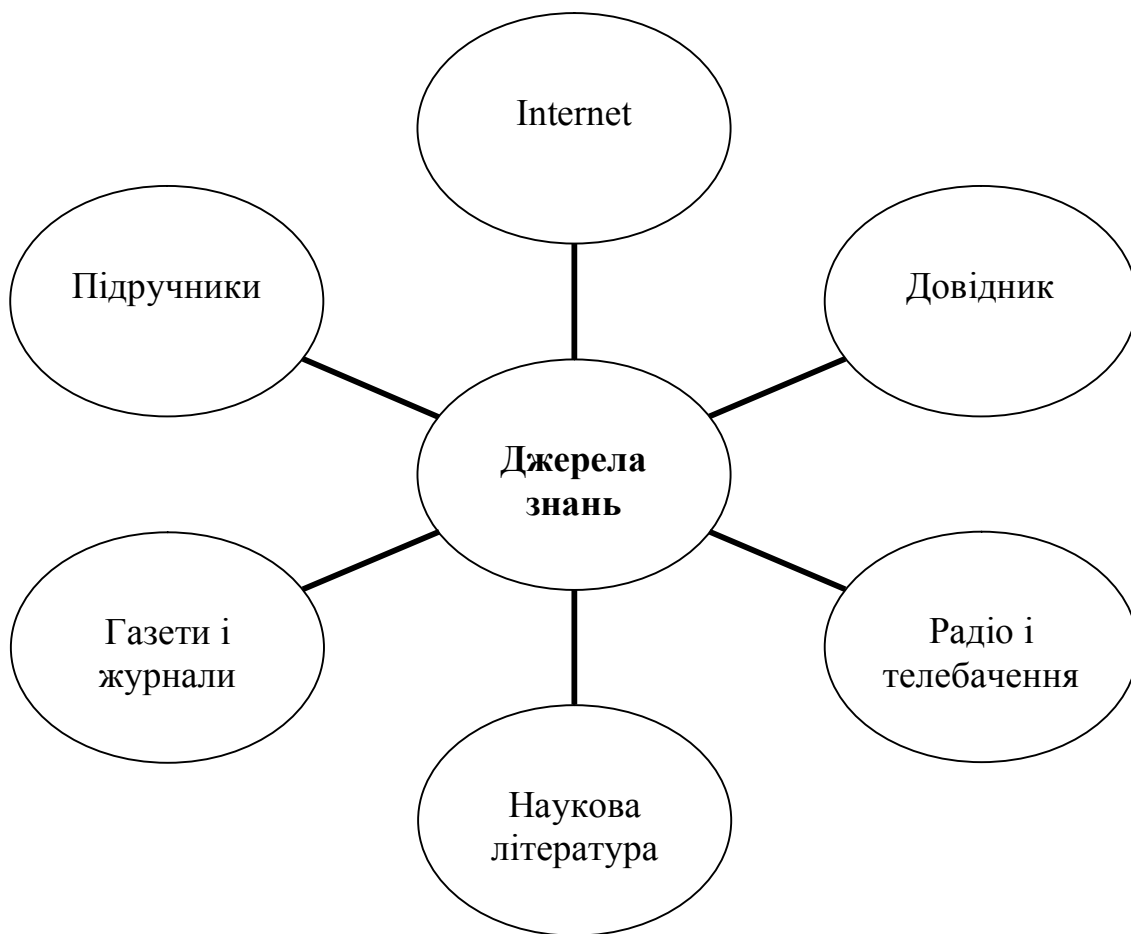 Internet
Підручники
Довідник
Джерела
знань
Газети і
журнали
Радіо і
телебачення
Наукова
література